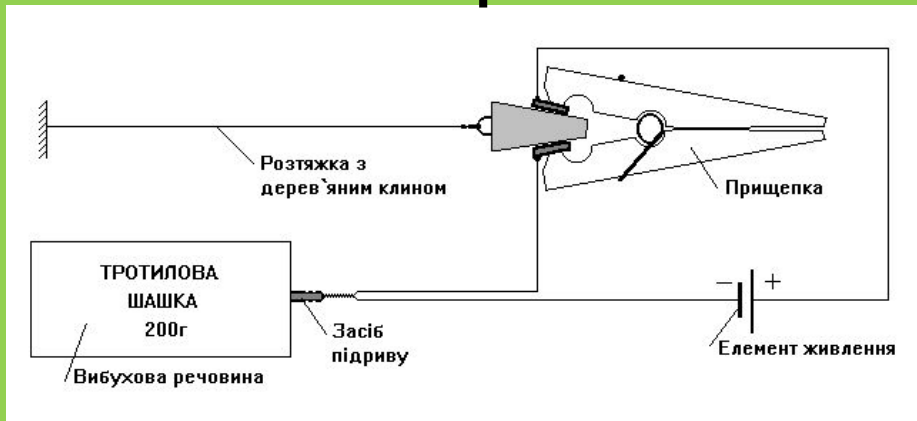 Розтяжка з
дерев`яним клином
Прищепка
ТРОТИЛОВА
ШАШКА
200г
Засіб
підриву
Вибухова речовина
− +
Елемент живлення